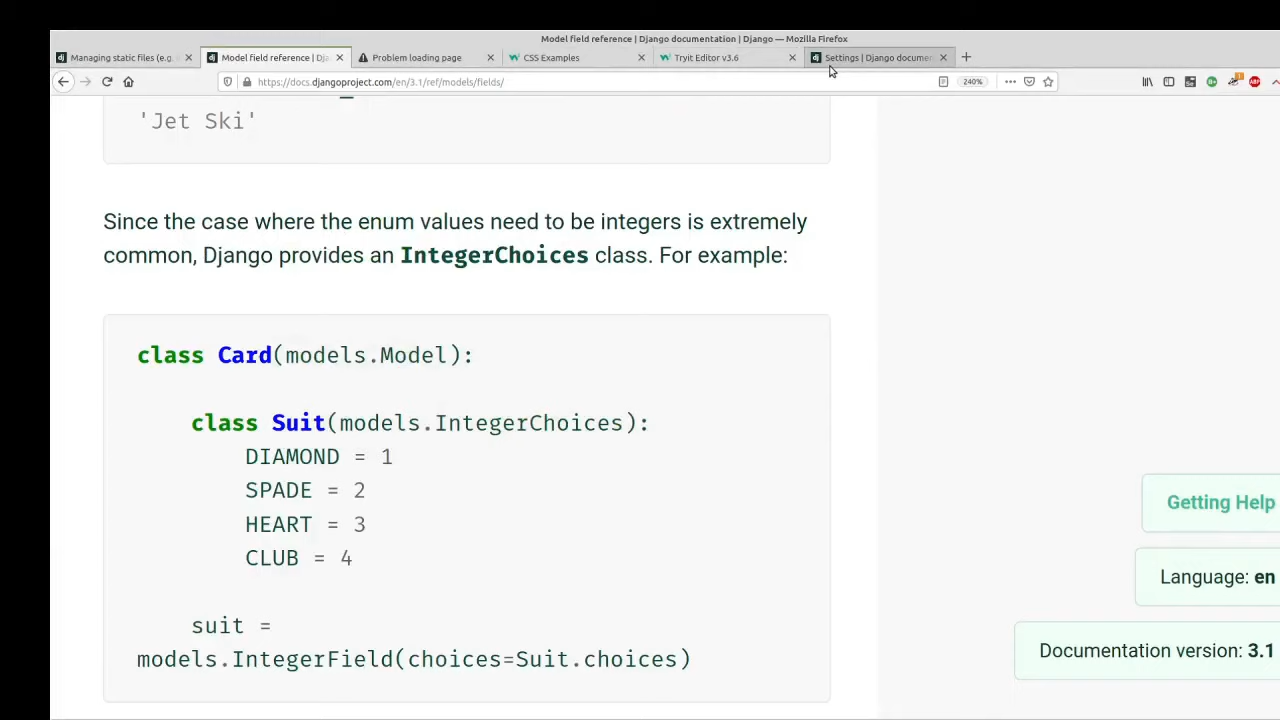 Model field reference | Django documentation | Django — Mozilla Firefox
Managing static files (e.g. Model field reference | Dj Problem loading page CSS Examples Tryit Editor v3.6 Settings | Django documen
https://docs.djangoproject.com/en/3.1/ref/models/fields/ 240%
'Jet Ski'
Since the case where the enum values need to be integers is extremely
common, Django provides an IntegerChoices class. For example:
class Card(models.Model):
class Suit(models.IntegerChoices):
DIAMOND = 1
SPADE = 2
HEART = 3
CLUB = 4
suit =
models.IntegerField(choices=Suit.choices)
Getting Help
Language: en
Documentation version: 3.1